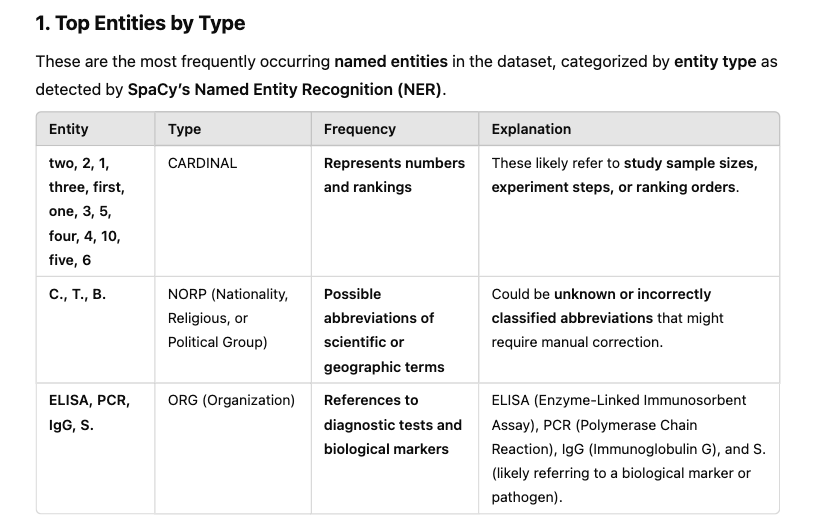 1. Top Entities by Type
These are the most frequently occurring named entities in the dataset, categorized by entity type as
detected by SpaCy's Named Entity Recognition (NER).
Entity
Type
Frequency
Explanation
two, 2, 1,
three, first,
one, 3, 5,
four, 4, 10,
five, 6
CARDINAL
Represents numbers
and rankings
These likely refer to study sample sizes,
experiment steps, or ranking orders.
C., T., B.
NORP (Nationality,
Religious, or
Political Group)
Possible
abbreviations of
scientific or
geographic terms
Could be unknown or incorrectly
classified abbreviations that might
require manual correction.
ELISA, PCR,
IgG, S.
ORG (Organization)
References to
diagnostic tests and
biological markers
ELISA (Enzyme-Linked Immunosorbent
Assay), PCR (Polymerase Chain
Reaction), IgG (Immunoglobulin G), and S.
(likely referring to a biological marker or
pathogen).